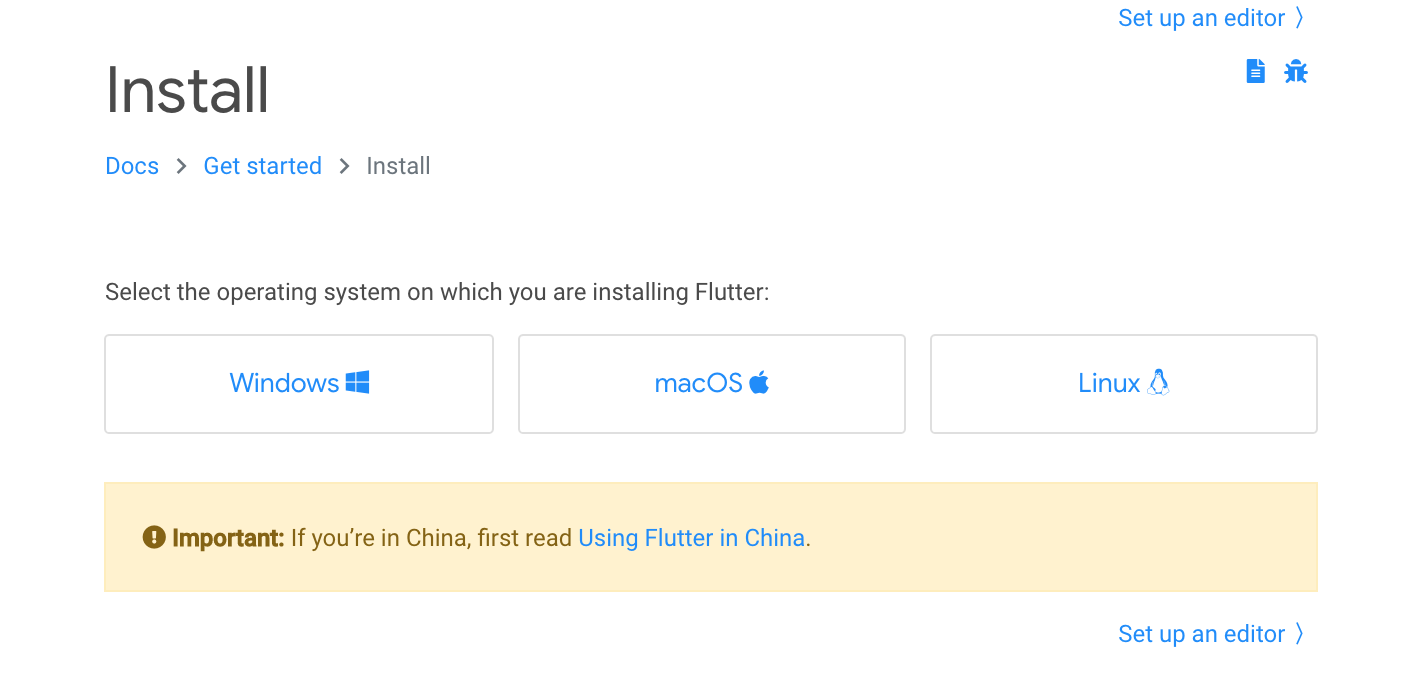 Set up an editor 〉
Install
Docs > Get started > Install
Select the operating system on which you are installing Flutter:
Windows
macOS
Linux
Important: If you’re in China, first read Using Flutter in China.
Set up an editor 〉